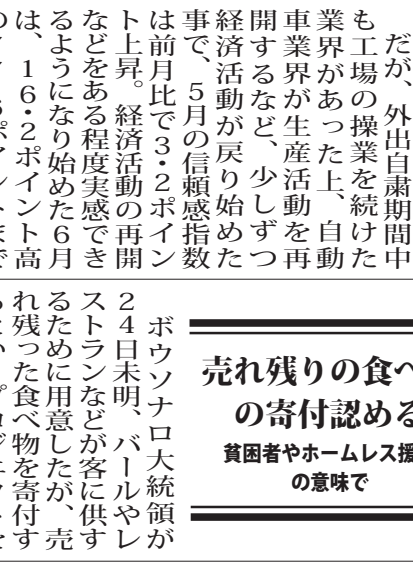 だが、外出自粛期間中
も工場の操業を続けた
業界があった上、自動
車業界が生産活動を再
開するなど、少しずつ
経済活動が戻り始めた
事で、5月の信頼感指数
は前月比で3・2ポイン
ト上昇。経済活動の再開
などをある程度実感でき
るようになり始めた6月
は、16・2ポイント高
売れ残りの食べ
の寄付認める
貧困者やホームレス援
の意味で
ボウソナロ大統領が
24日未明、バールやレ
ストランなどが客に供す
るために用意したが、売
れ残った食べ物を寄付す